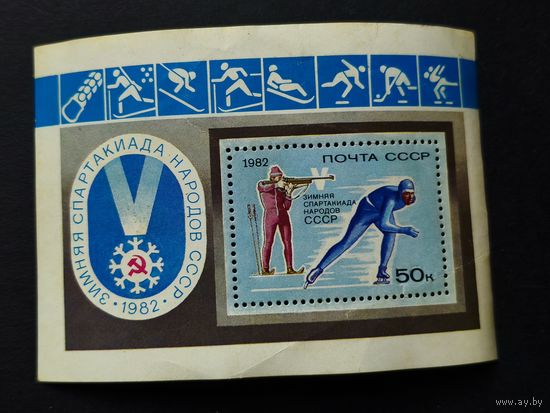 1982
ПОЧТА СССР
V
ЗИМНЯЯ
СПАРТАКИАДА
НАРОДОВ
СССР
50к
ЗИМНЯЯ СПАРТАКИАДА НАРОДОВ СССР
V
• 1982 •
www.ay.by